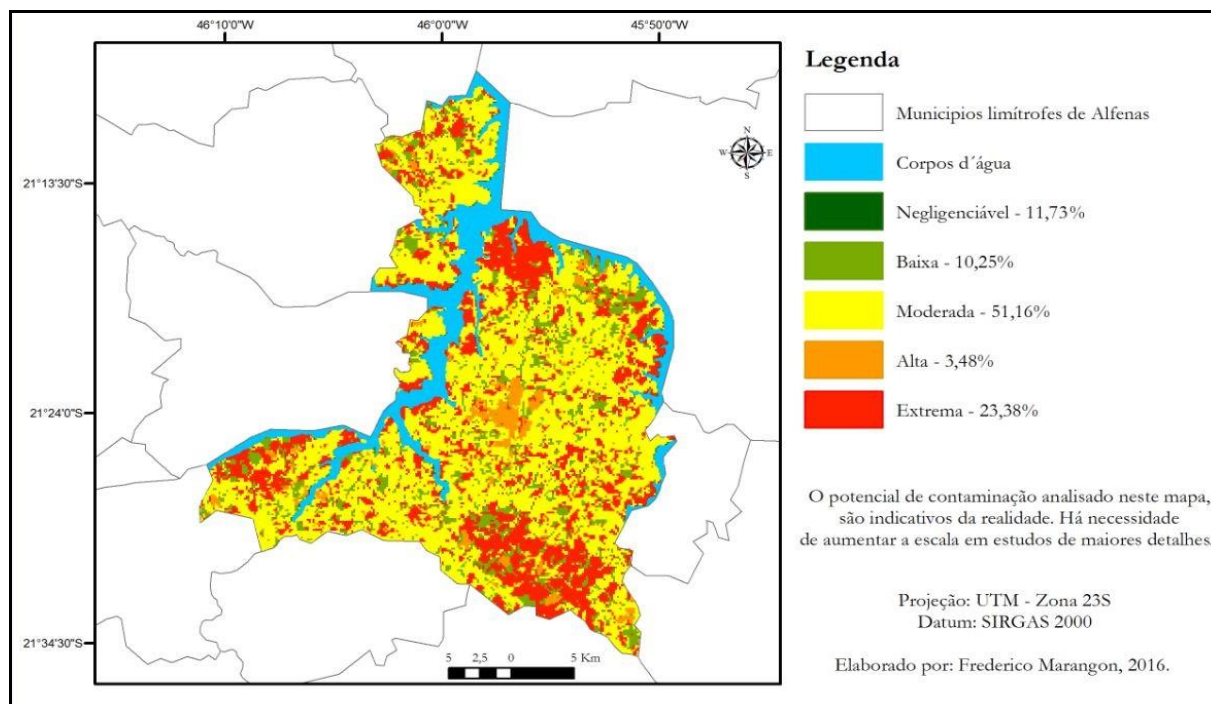 46°10'0"W
46°0'0"W
45°50'0"W
21°13'30"S
21°24'0"S
21°34'30"S
N
W E
S
5 2,5 0 5 Km
Legenda
Municipios limítrofes de Alfenas
Corpos d´água
Negligenciável - 11,73%
Baixa - 10,25%
Moderada - 51,16%
Alta - 3,48%
Extrema - 23,38%
O potencial de contaminação analisado neste mapa,
são indicativos da realidade. Há necessidade
de aumentar a escala em estudos de maiores detalhes.
Projeção: UTM - Zona 23S
Datum: SIRGAS 2000
Elaborado por: Frederico Marangon, 2016.